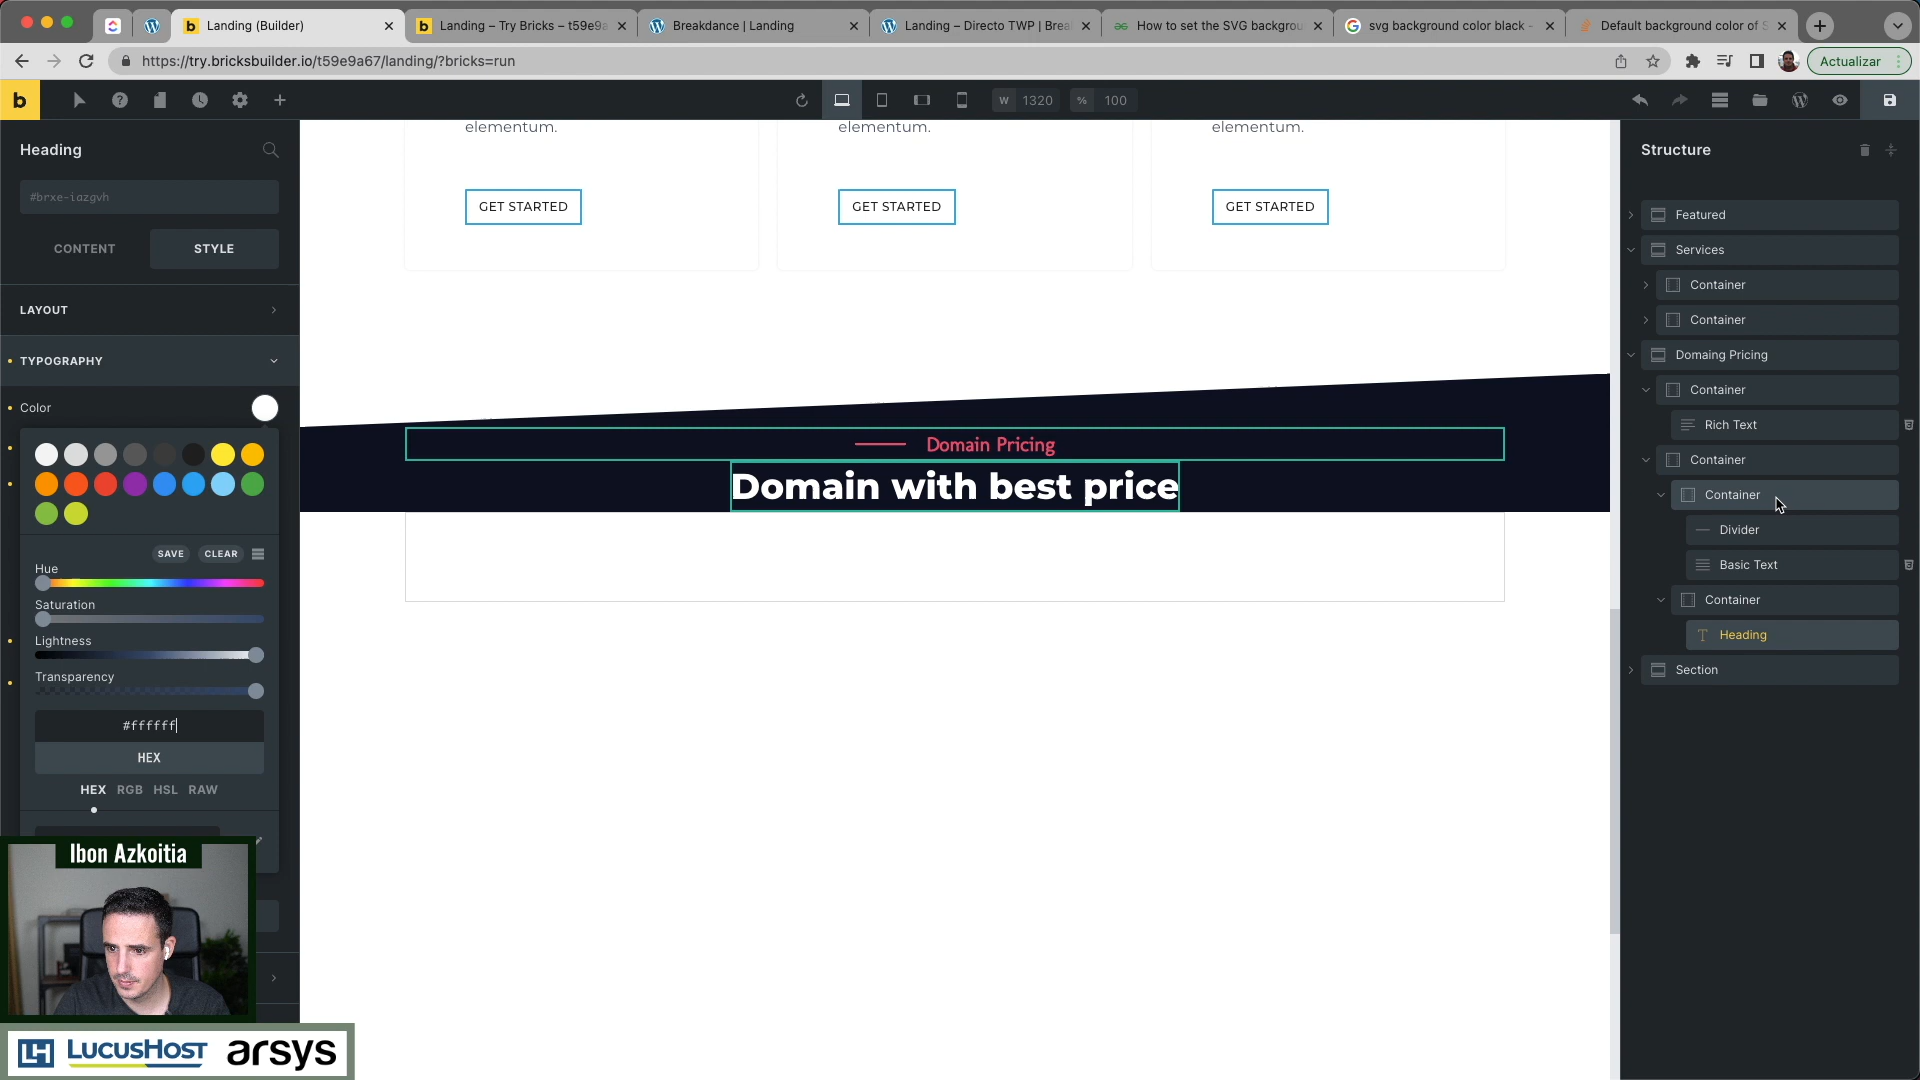 Landing (Builder)
Landing – Try Bricks – t59e9a
Breakdance | Landing
Landing – Directo TWP | Brea
How to set the SVG backgrou
svg background color black -
Default background color of S
https://try.bricksbuilder.io/t59e9a67/landing/?bricks=run
Actualizar
b
W 1320
% 100
Heading
#brxe-iazgvh
CONTENT
STYLE
LAYOUT
TYPOGRAPHY
Color
SAVE
CLEAR
Hue
Saturation
Lightness
Transparency
#ffffff
HEX
HEX RGB HSL RAW
elementum.
elementum.
elementum.
GET STARTED
GET STARTED
GET STARTED
Domain Pricing
Domain with best price
Structure
Featured
Services
Container
Container
Domaing Pricing
Container
Rich Text
Container
Container
Divider
Basic Text
Container
Heading
Section
Ibon Azkoitia
LH LUCUSHOST arsys